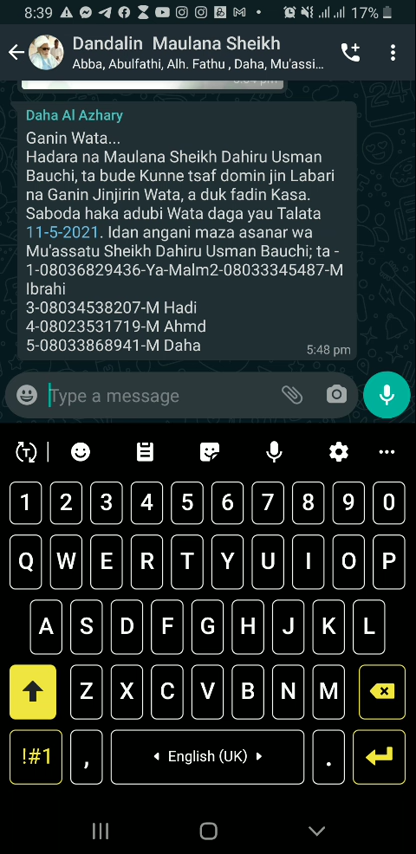 8:39
17%
Dandalin Maulana Sheikh
Abba, Abulfathi, Alh. Fathu , Daha, Mu'assi...
Daha Al Azhary
Ganin Wata...
Hadara na Maulana Sheikh Dahiru Usman
Bauchi, ta bude Kunne tsaf domin jin Labari
na Ganin Jinjirin Wata, a duk fadin Kasa.
Saboda haka adubi Wata daga yau Talata
11-5-2021. Idan angani maza asanar wa
Mu'assatu Sheikh Dahiru Usman Bauchi; ta -
1-08036829436-Ya-Malm2-08033345487-M
Ibrahi
3-08034538207-M Hadi
4-08023531719-M Ahmd
5-08033868941-M Daha
5:48 pm
Type a message
1 2 3 4 5 6 7 8 9 0
Q W E R T Y U I O P
A S D F G H J K L
Z X C V B N M
!#1 , English (UK) .